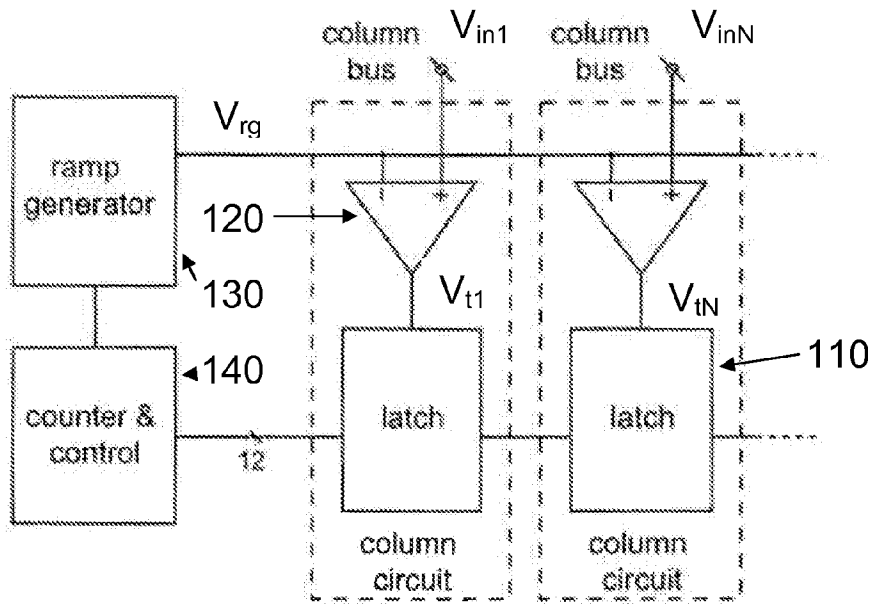 column
bus
V_in1
column
bus
V_inN
V_rg
ramp
generator
120
-
+
-
+
130
V_t1
V_tN
140
110
counter &
control
12
latch
latch
column
circuit
column
circuit